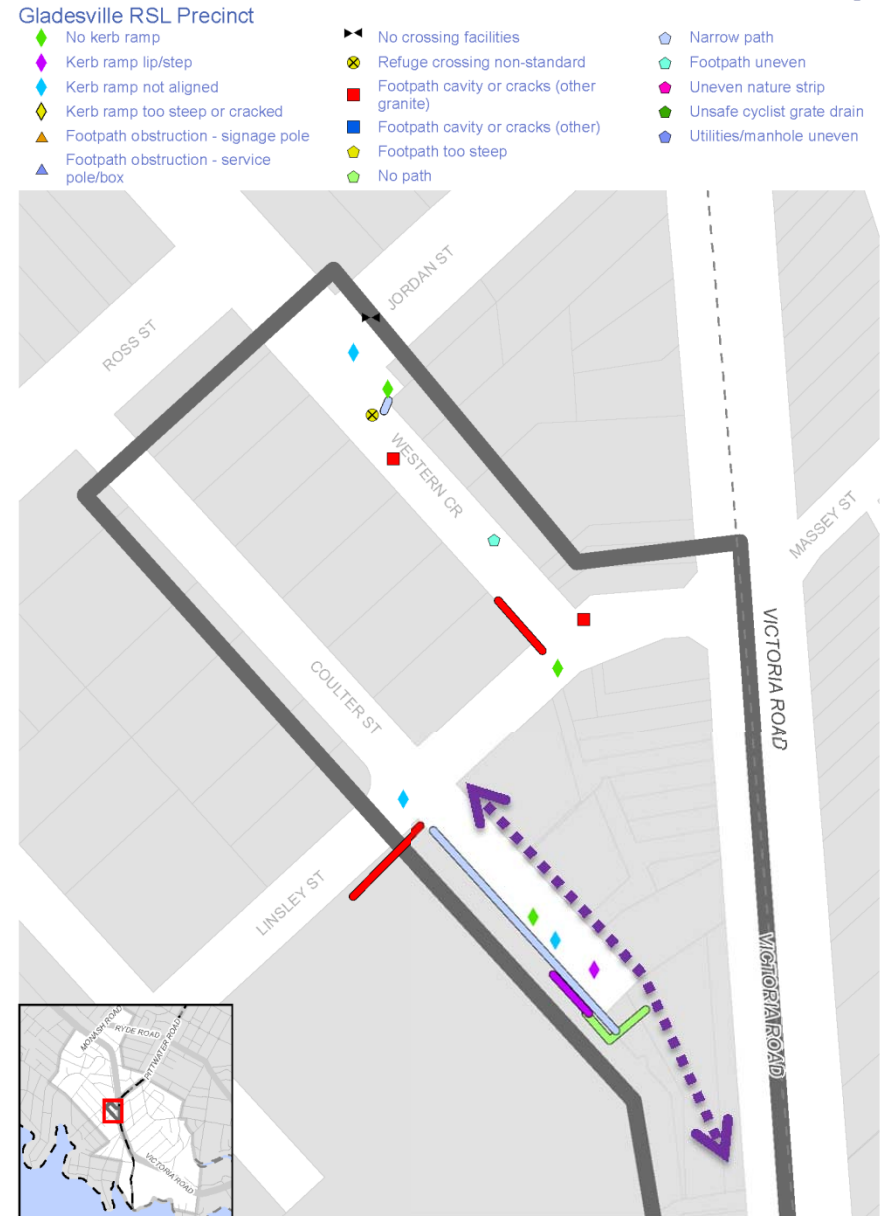 Gladesville RSL Precinct
No kerb ramp
Kerb ramp lip/step
Kerb ramp not aligned
Kerb ramp too steep or cracked
Footpath obstruction - signage pole
Footpath obstruction - service
pole/box
No crossing facilities
Refuge crossing non-standard
Footpath cavity or cracks (other
granite)
Footpath cavity or cracks (other)
Footpath too steep
No path
Narrow path
Footpath uneven
Uneven nature strip
Unsafe cyclist grate drain
Utilities/manhole uneven
JORDAN ST
ROSS ST
WESTERN CR
MASSEY ST
VICTORIA ROAD
COULTER ST
LINSLEY ST
VICTORIA ROAD
MONASH ROAD
RYDE ROAD
PITTWATER ROAD
VICTORIA ROAD